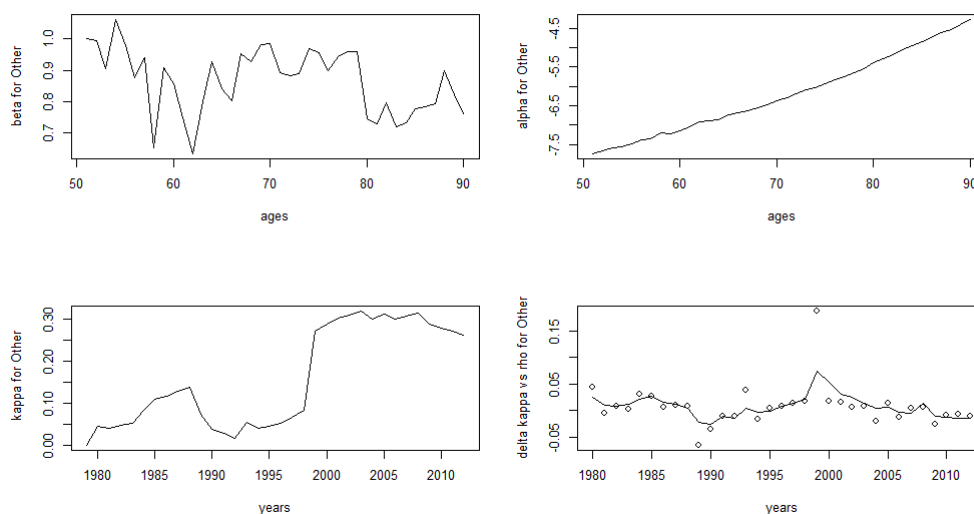 beta for Other
0.7 0.8 0.9 1.0
50 60 70 80 90
ages
alpha for Other
-7.5 -6.5 -5.5 -4.5
50 60 70 80 90
ages
kappa for Other
0.00 0.10 0.20 0.30
1980 1985 1990 1995 2000 2005 2010
years
delta kappa vs rho for Other
-0.05 0.05 0.15
1980 1985 1990 1995 2000 2005 2010
years